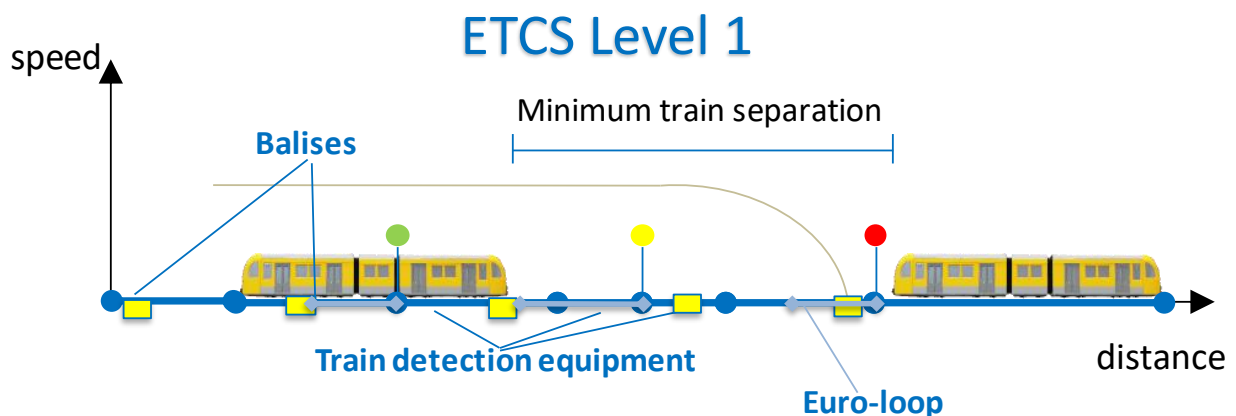 ETCS Level 1
speed
Minimum train separation
Balises
Train detection equipment
distance
Euro-loop